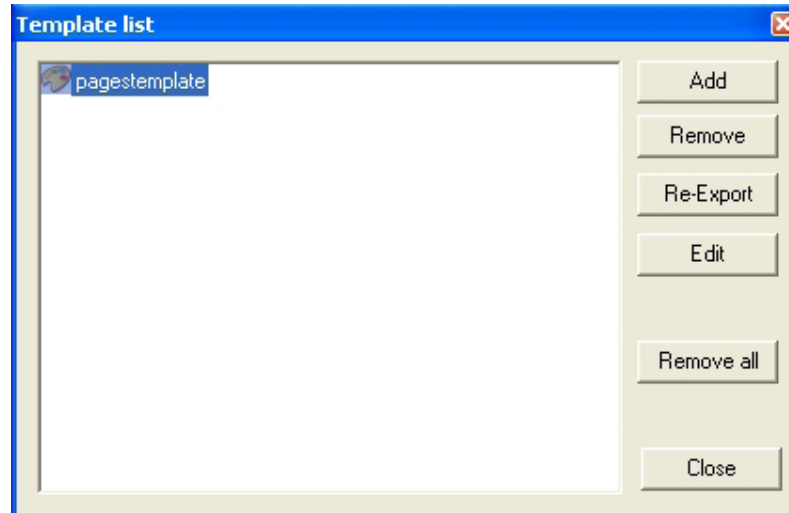 Template list
pagestemplate
Add
Remove
Re-Export
Edit
Remove all
Close